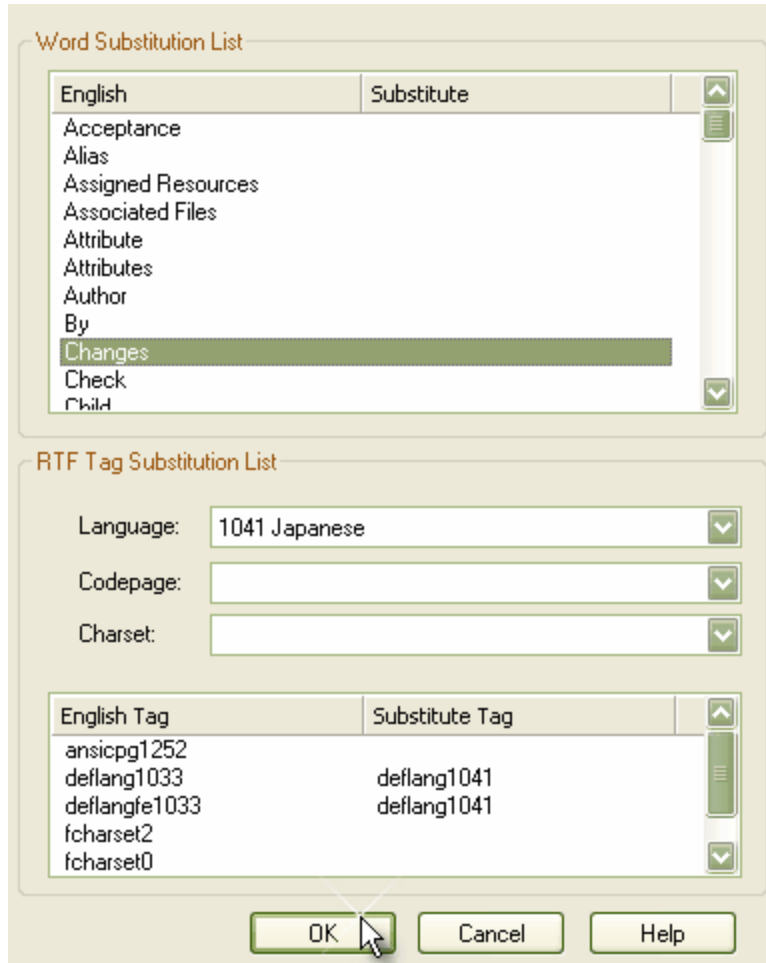 Word Substitution List
English Substitute
Acceptance
Alias
Assigned Resources
Associated Files
Attribute
Attributes
Author
By
Changes
Check
Child
RTF Tag Substitution List
Language: 1041 Japanese
Codepage:
Charset:
English Tag Substitute Tag
ansicpg1252
deflang1033 deflang1041
deflangfe1033 deflang1041
fcharset2
fcharset0
OK Cancel Help